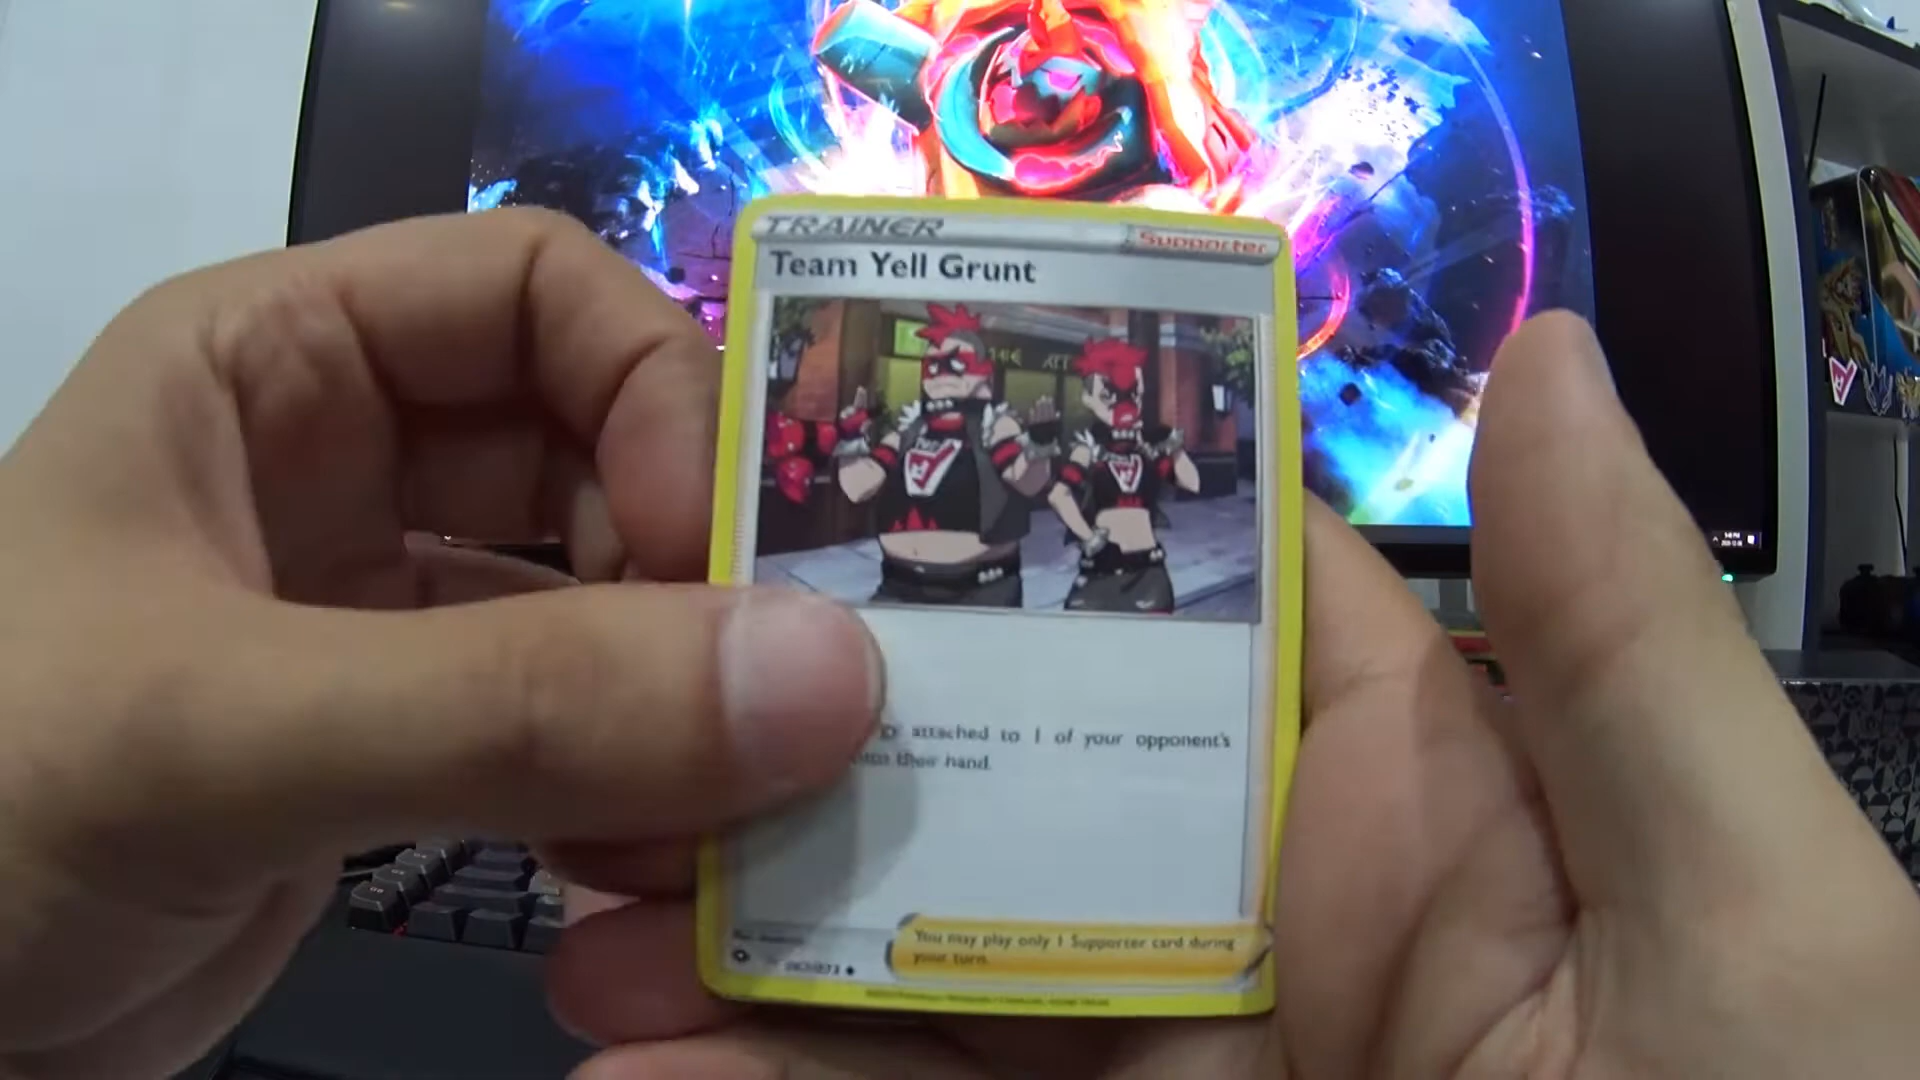 TRAINER
Supporter
Team Yell Grunt
attached to 1 of your opponent's
their hand.
You may play only 1 Supporter card during
your turn.